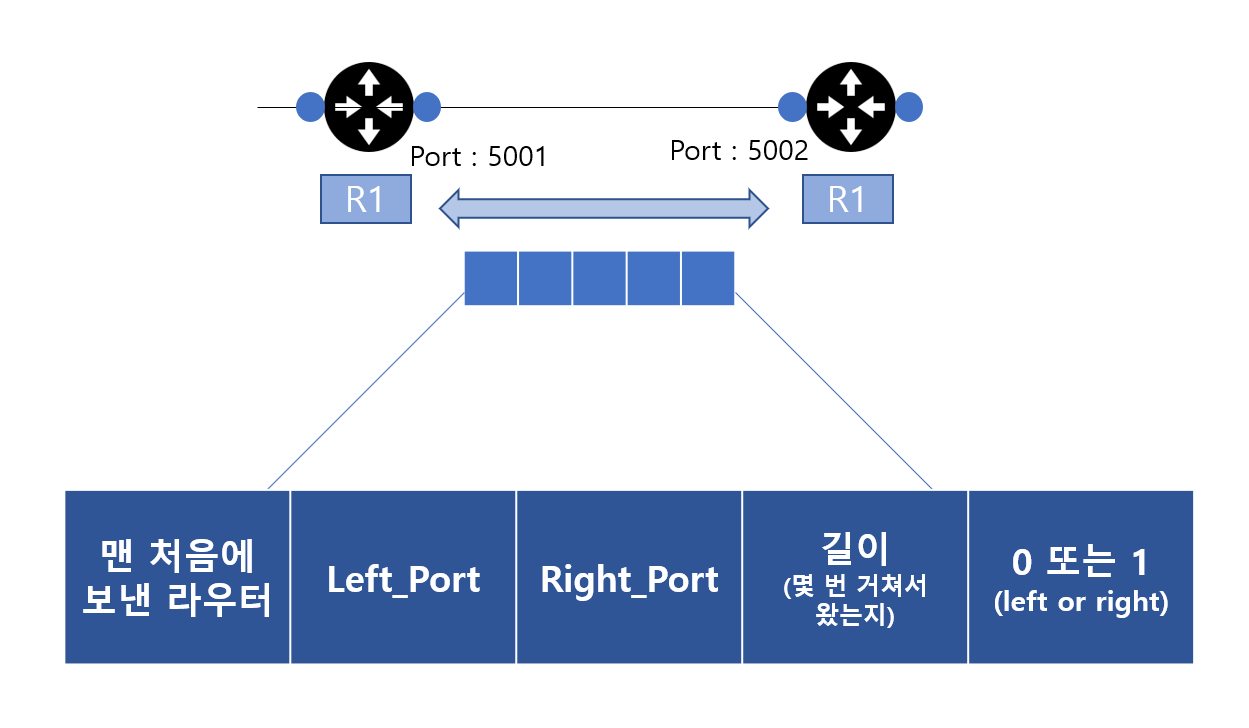 Port : 5001
Port : 5002
R1
R1
맨 처음에
보낸 라우터
Left_Port
Right_Port
길이
(몇 번 거쳐서
왔는지)
0 또는 1
(left or right)